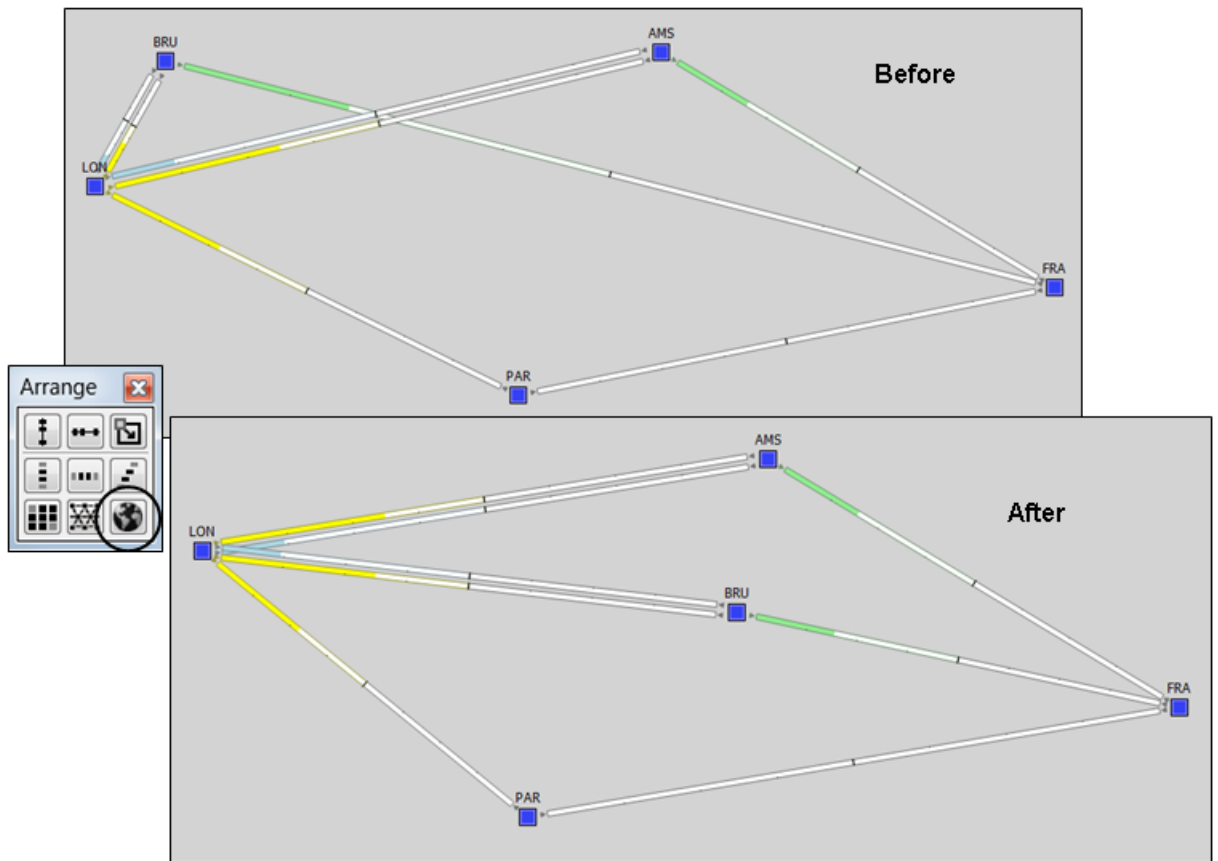 BRU
AMS
Before
LON
FRA
PAR
Arrange
AMS
After
LON
BRU
FRA
PAR